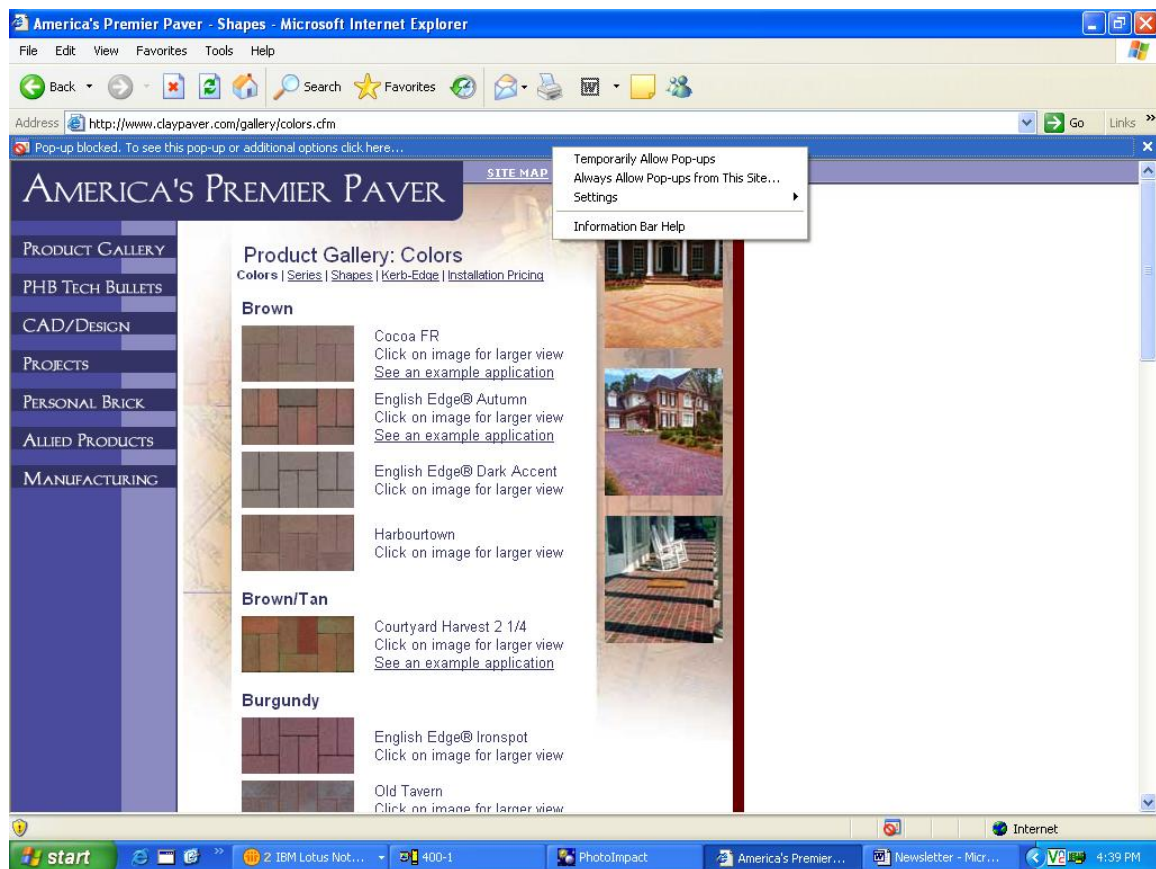 America's Premier Paver - Shapes - Microsoft Internet Explorer
File Edit View Favorites Tools Help
Back Search Favorites
Address http://www.claypaver.com/gallery/colors.cfm Go Links »
Pop-up blocked. To see this pop-up or additional options click here...
Temporarily Allow Pop-ups
Always Allow Pop-ups from This Site...
Settings
Information Bar Help
AMERICA'S PREMIER PAVER
SITE MAP
PRODUCT GALLERY
PHB TECH BULLETS
CAD/DESIGN
PROJECTS
PERSONAL BRICK
ALLIED PRODUCTS
MANUFACTURING
Product Gallery: Colors
Colors | Series | Shapes | Kerb-Edge | Installation Pricing
Brown
Cocoa FR
Click on image for larger view
See an example application
English Edge® Autumn
Click on image for larger view
See an example application
English Edge® Dark Accent
Click on image for larger view
Harbourtown
Click on image for larger view
Brown/Tan
Courtyard Harvest 2 1/4
Click on image for larger view
See an example application
Burgundy
English Edge® Ironspot
Click on image for larger view
Old Tavern
Click on image for larger view
Internet
start » 2 IBM Lotus Not... 400-1 PhotoImpact America's Premier... Newsletter - Micr... 4:39 PM